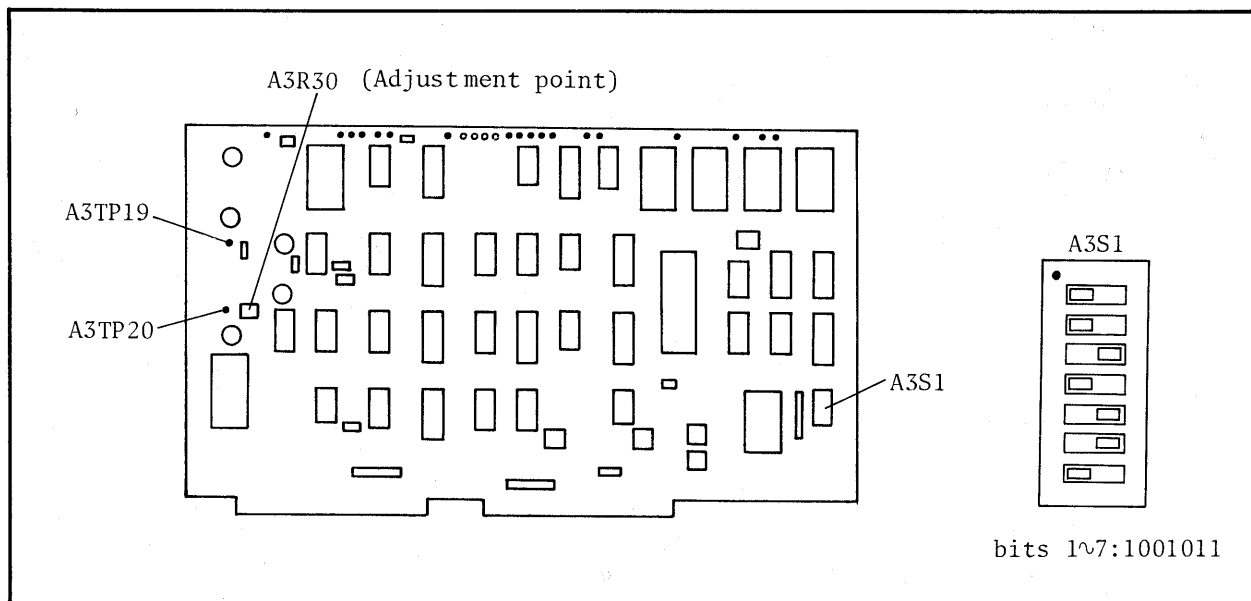 A3R30 (Adjustment point)
A3TP19
A3TP20
A3S1
A3S1
bits 1∿7:1001011